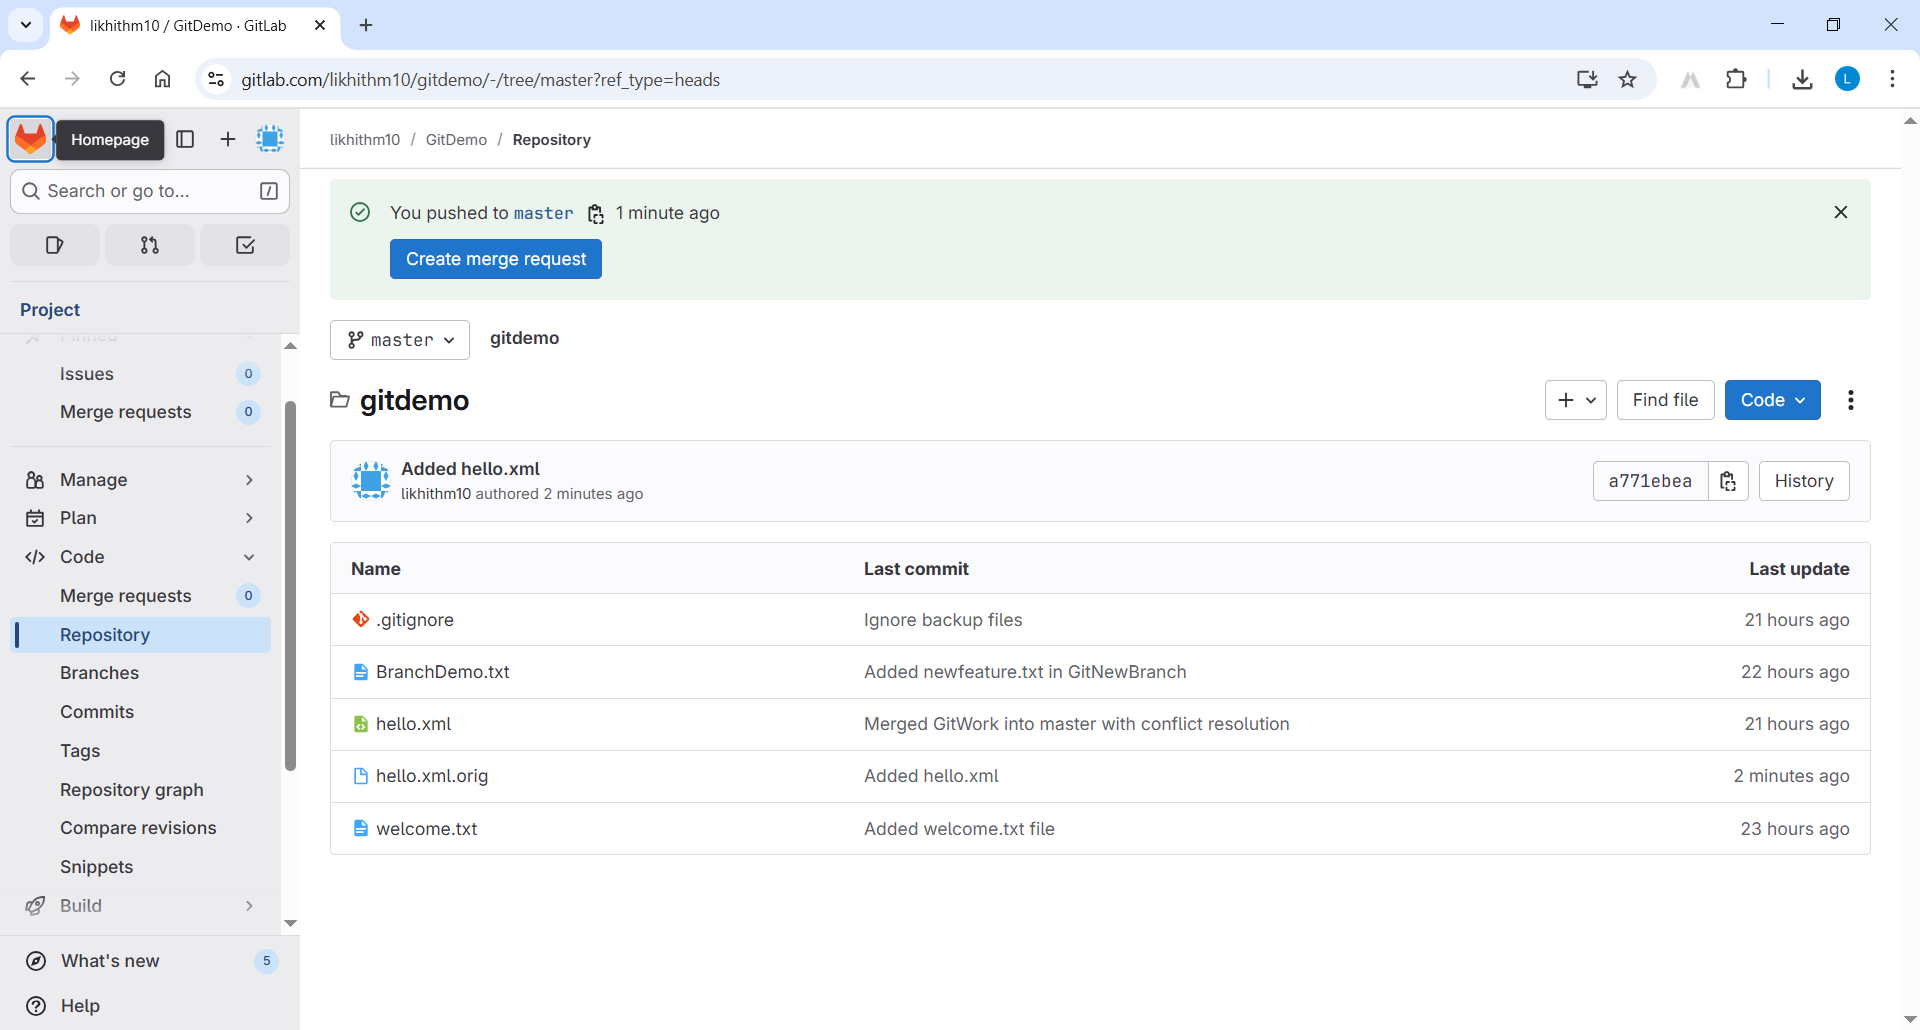 likhithm10 / GitDemo · GitLab
gitlab.com/likhithm10/gitdemo/-/tree/master?ref_type=heads
L
Homepage
likhithm10 / GitDemo / Repository
Search or go to... /
You pushed to master 1 minute ago
Create merge request
Project
Pinned
Issues 0
Merge requests 0
Manage
Plan
Code
Merge requests 0
Repository
Branches
Commits
Tags
Repository graph
Compare revisions
Snippets
Build
What's new 5
Help
master gitdemo
gitdemo
Find file Code
Added hello.xml
likhithm10 authored 2 minutes ago
a771ebea History
Name Last commit Last update
.gitignore Ignore backup files 21 hours ago
BranchDemo.txt Added newfeature.txt in GitNewBranch 22 hours ago
hello.xml Merged GitWork into master with conflict resolution 21 hours ago
hello.xml.orig Added hello.xml 2 minutes ago
welcome.txt Added welcome.txt file 23 hours ago